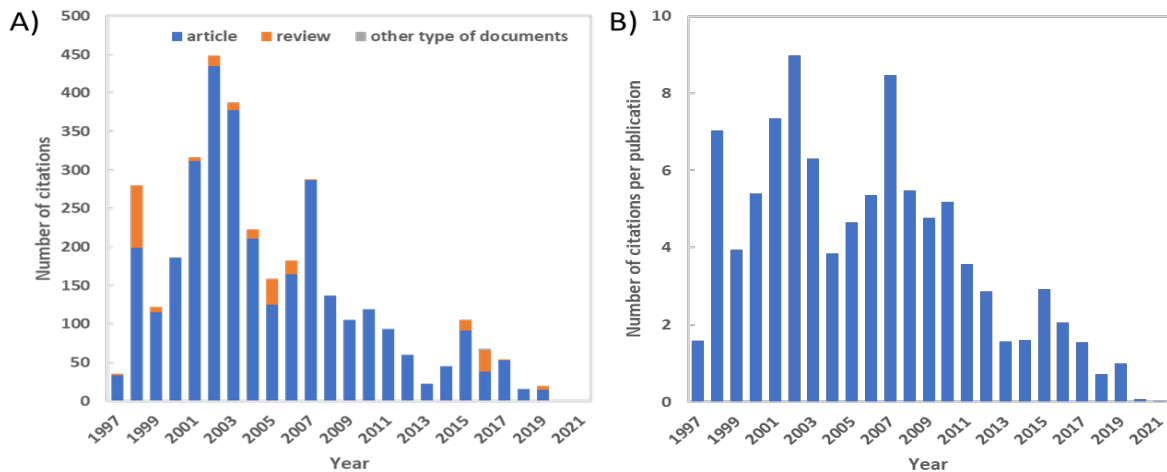 A)
500
450
400
350
300
250
200
150
100
50
0
Number of citations
article review other type of documents
1997 1999 2001 2003 2005 2007 2009 2011 2013 2015 2017 2019 2021
Year
B)
10
8
6
4
2
0
Number of citations per publication
1997 1999 2001 2003 2005 2007 2009 2011 2013 2015 2017 2019 2021
Year